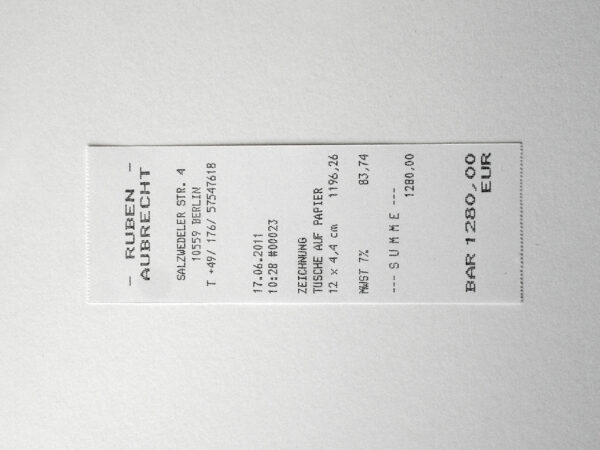 — RUBEN —
AUBRECHT
SALZWEDELER STR. 4
10559 BERLIN
T +49/ 176/ 57547618
17.06.2011
10:28 #00023
ZEICHNUNG
TUSCHE AUF PAPIER
12 x 4,4 cm 1196,26
MWST 7% 83,74
--- S U M M E ---
1280,00
BAR 1280,00
EUR